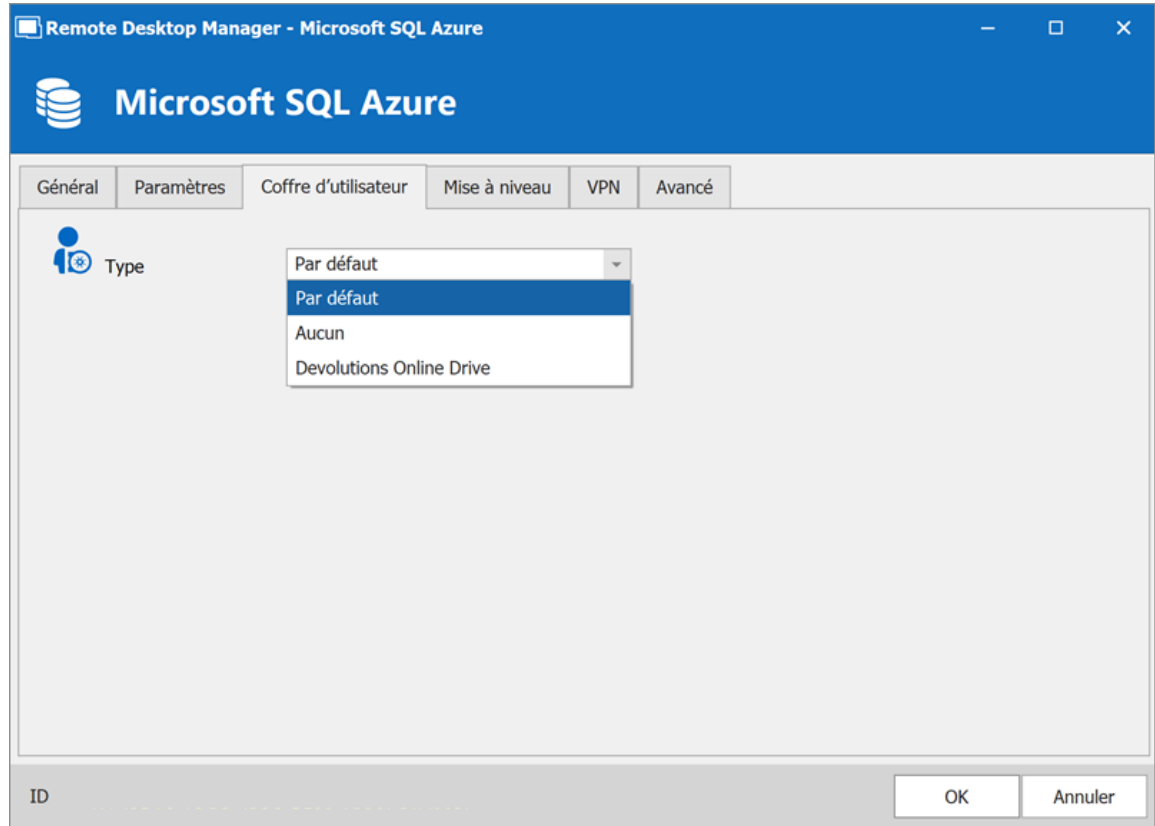 Remote Desktop Manager - Microsoft SQL Azure
Microsoft SQL Azure
Général Paramètres Coffre d'utilisateur Mise à niveau VPN Avancé
Type Par défaut
Par défaut
Aucun
Devolutions Online Drive
ID
OK Annuler